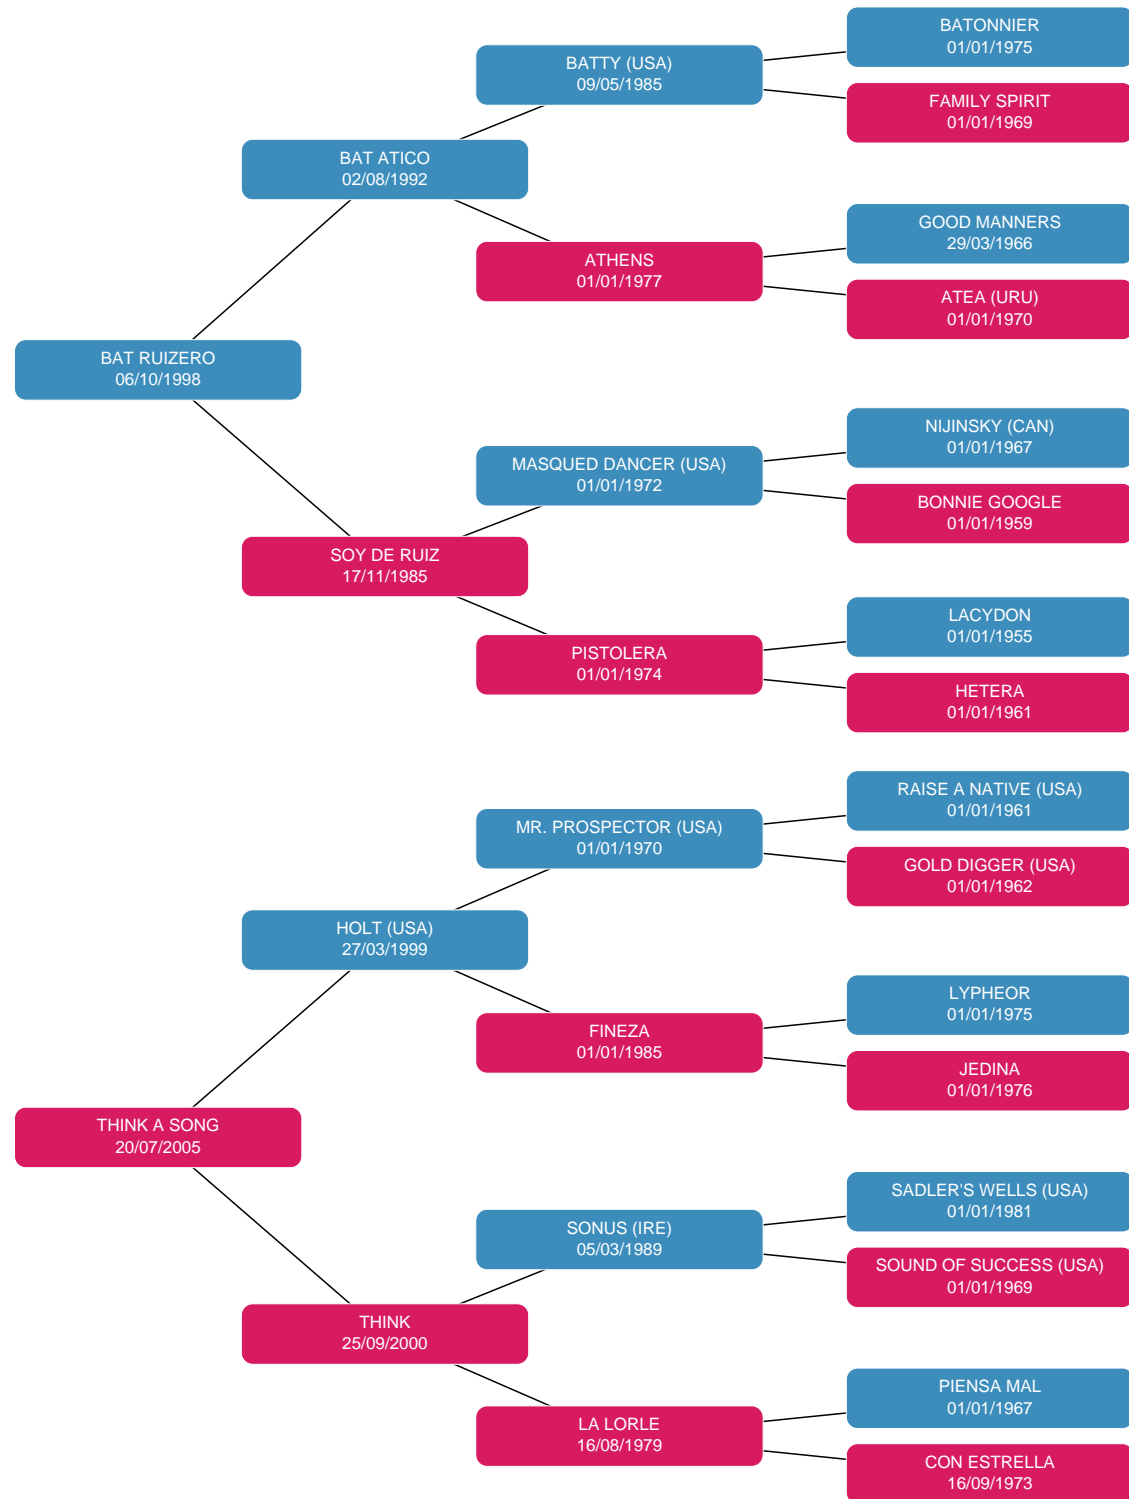 BATONNIER
01/01/1975
BATTY (USA)
09/05/1985
FAMILY SPIRIT
01/01/1969
BAT ATICO
02/08/1992
GOOD MANNERS
29/03/1966
ATHENS
01/01/1977
ATEA (URU)
01/01/1970
BAT RUIZERO
06/10/1998
NIJINSKY (CAN)
01/01/1967
MASQUED DANCER (USA)
01/01/1972
BONNIE GOOGLE
01/01/1959
SOY DE RUIZ
17/11/1985
LACYDON
01/01/1955
PISTOLERA
01/01/1974
HETERA
01/01/1961
RAISE A NATIVE (USA)
01/01/1961
MR. PROSPECTOR (USA)
01/01/1970
GOLD DIGGER (USA)
01/01/1962
HOLT (USA)
27/03/1999
LYPHEOR
01/01/1975
FINEZA
01/01/1985
JEDINA
01/01/1976
THINK A SONG
20/07/2005
SADLER'S WELLS (USA)
01/01/1981
SONUS (IRE)
05/03/1989
SOUND OF SUCCESS (USA)
01/01/1969
THINK
25/09/2000
PIENSA MAL
01/01/1967
LA LORLE
16/08/1979
CON ESTRELLA
16/09/1973